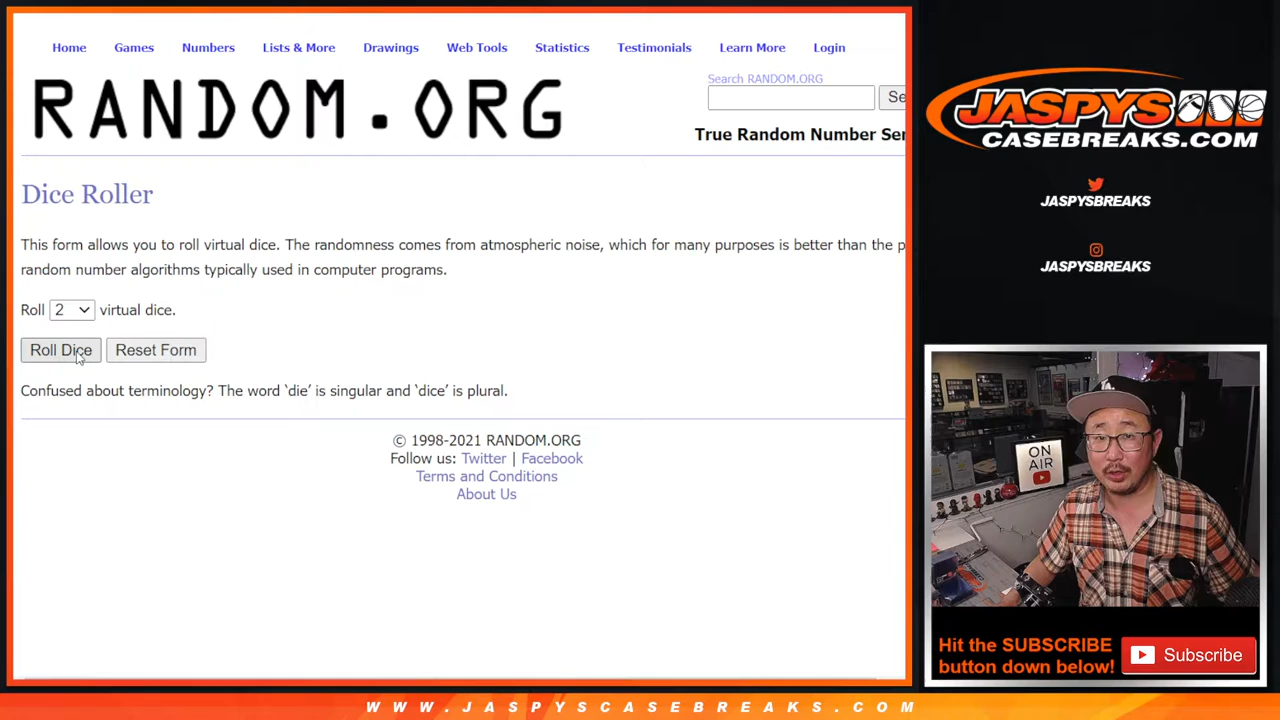 Home Games Numbers Lists & More Drawings Web Tools Statistics Testimonials Learn More Login
RANDOM.ORG
Search RANDOM.ORG
Se
True Random Number Ser
Dice Roller
This form allows you to roll virtual dice. The randomness comes from atmospheric noise, which for many purposes is better than the p
random number algorithms typically used in computer programs.
Roll 2 virtual dice.
Roll Dice Reset Form
Confused about terminology? The word ‘die’ is singular and ‘dice’ is plural.
© 1998-2021 RANDOM.ORG
Follow us: Twitter | Facebook
Terms and Conditions
About Us
JASPYS
CASEBREAKS.COM
JASPYSBREAKS
JASPYSBREAKS
ON
AIR
Hit the SUBSCRIBE
button down below!
Subscribe
WWW.JASPYSCASEBREAKS.COM